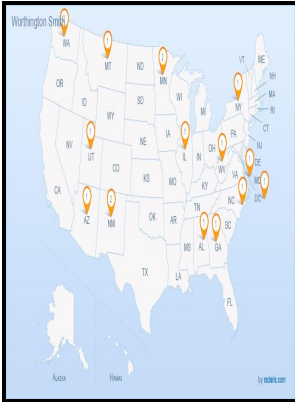 Worthington Smith
WA
MT
ND
MN
VT
ME
NH
MA
RI
CT
NJ
DE
MD
DC
OR
ID
WY
SD
WI
MI
NY
PA
NV
UT
CO
NE
IA
IL
IN
OH
WV
VA
CA
AZ
NM
KS
MO
KY
NC
TN
SC
OK
AR
MS
AL
GA
TX
LA
FL
ALASKA
HAWAII
by radaris.com